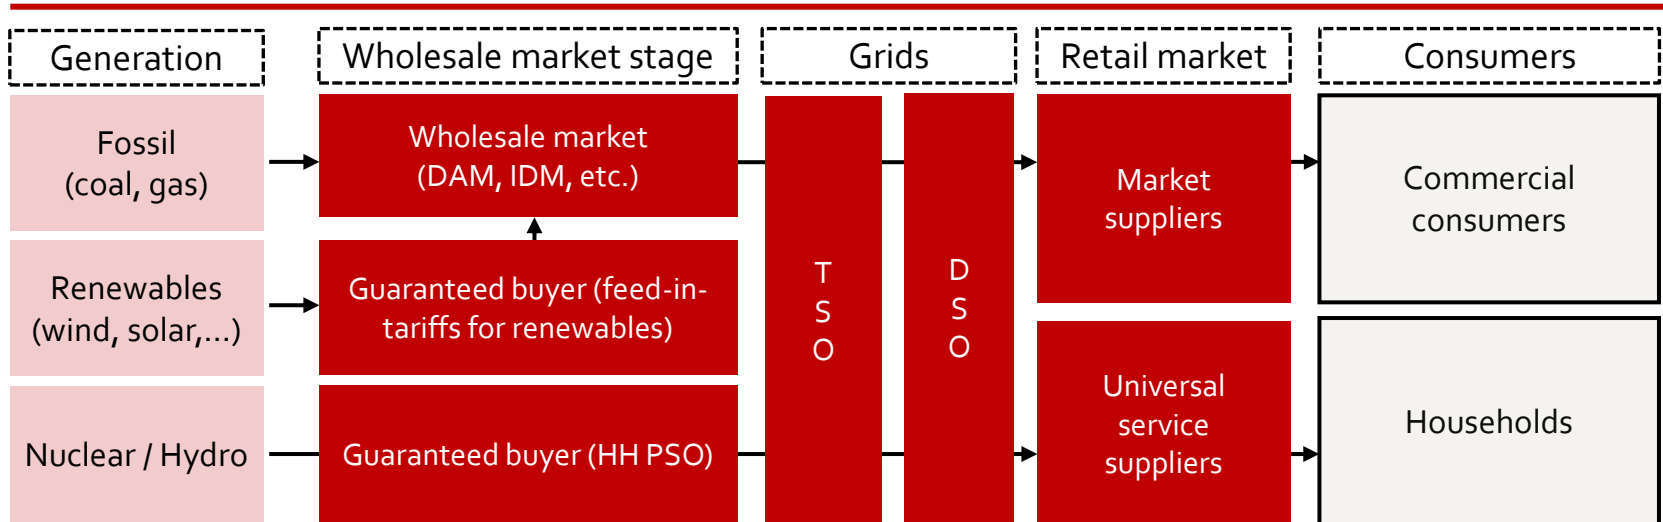 Generation
Wholesale market stage
Grids
Retail market
Consumers
Fossil
(coal, gas)
Wholesale market
(DAM, IDM, etc.)
Renewables
(wind, solar,...)
Guaranteed buyer (feed-in-
tariffs for renewables)
Nuclear / Hydro
Guaranteed buyer (HH PSO)
T
S
O
D
S
O
Market
suppliers
Universal
service
suppliers
Commercial
consumers
Households